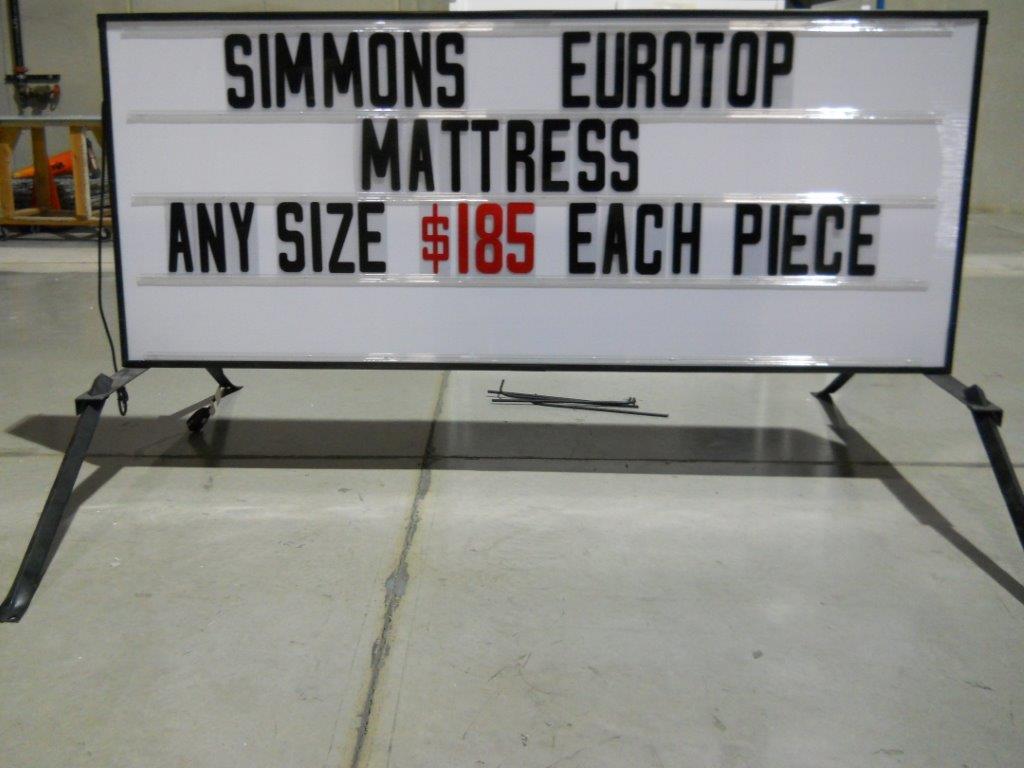 SIMMONS EUROTOP
MATTRESS
ANY SIZE $185 EACH PIECE